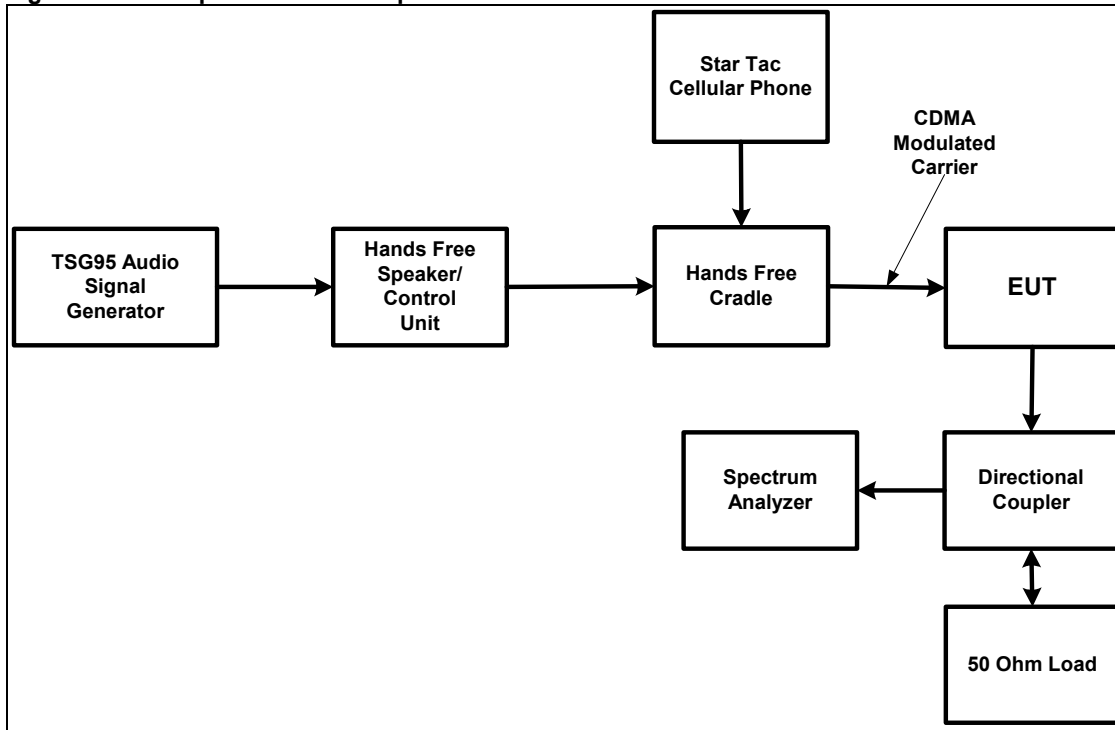 Star Tac
Cellular Phone
CDMA
Modulated
Carrier
TSG95 Audio
Signal
Generator
Hands Free
Speaker/
Control
Unit
Hands Free
Cradle
EUT
Spectrum
Analyzer
Directional
Coupler
50 Ohm Load